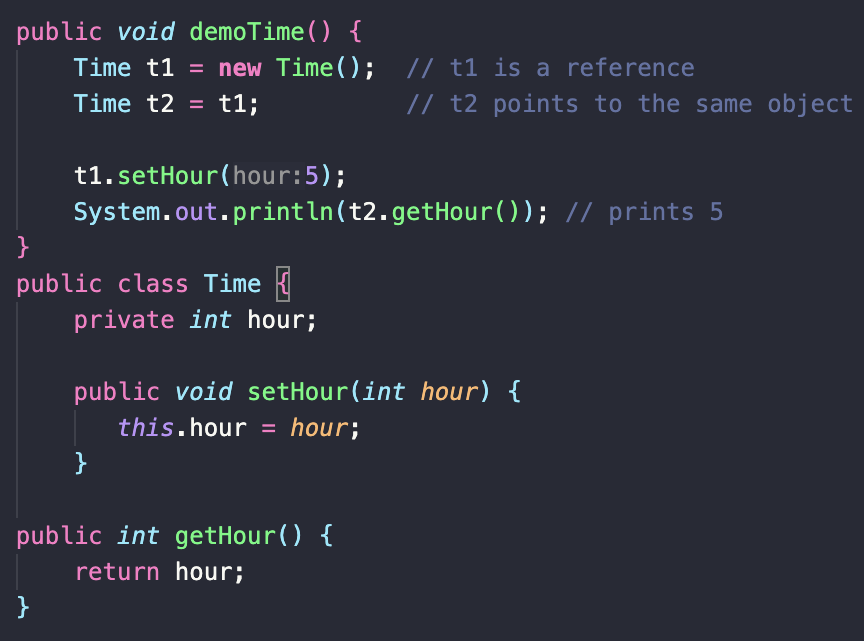 public void demoTime() {
    Time t1 = new Time();  // t1 is a reference
    Time t2 = t1;          // t2 points to the same object

    t1.setHour(hour:5);
    System.out.println(t2.getHour()); // prints 5
}
public class Time {
    private int hour;

    public void setHour(int hour) {
       this.hour = hour;
    }

public int getHour() {
    return hour;
}